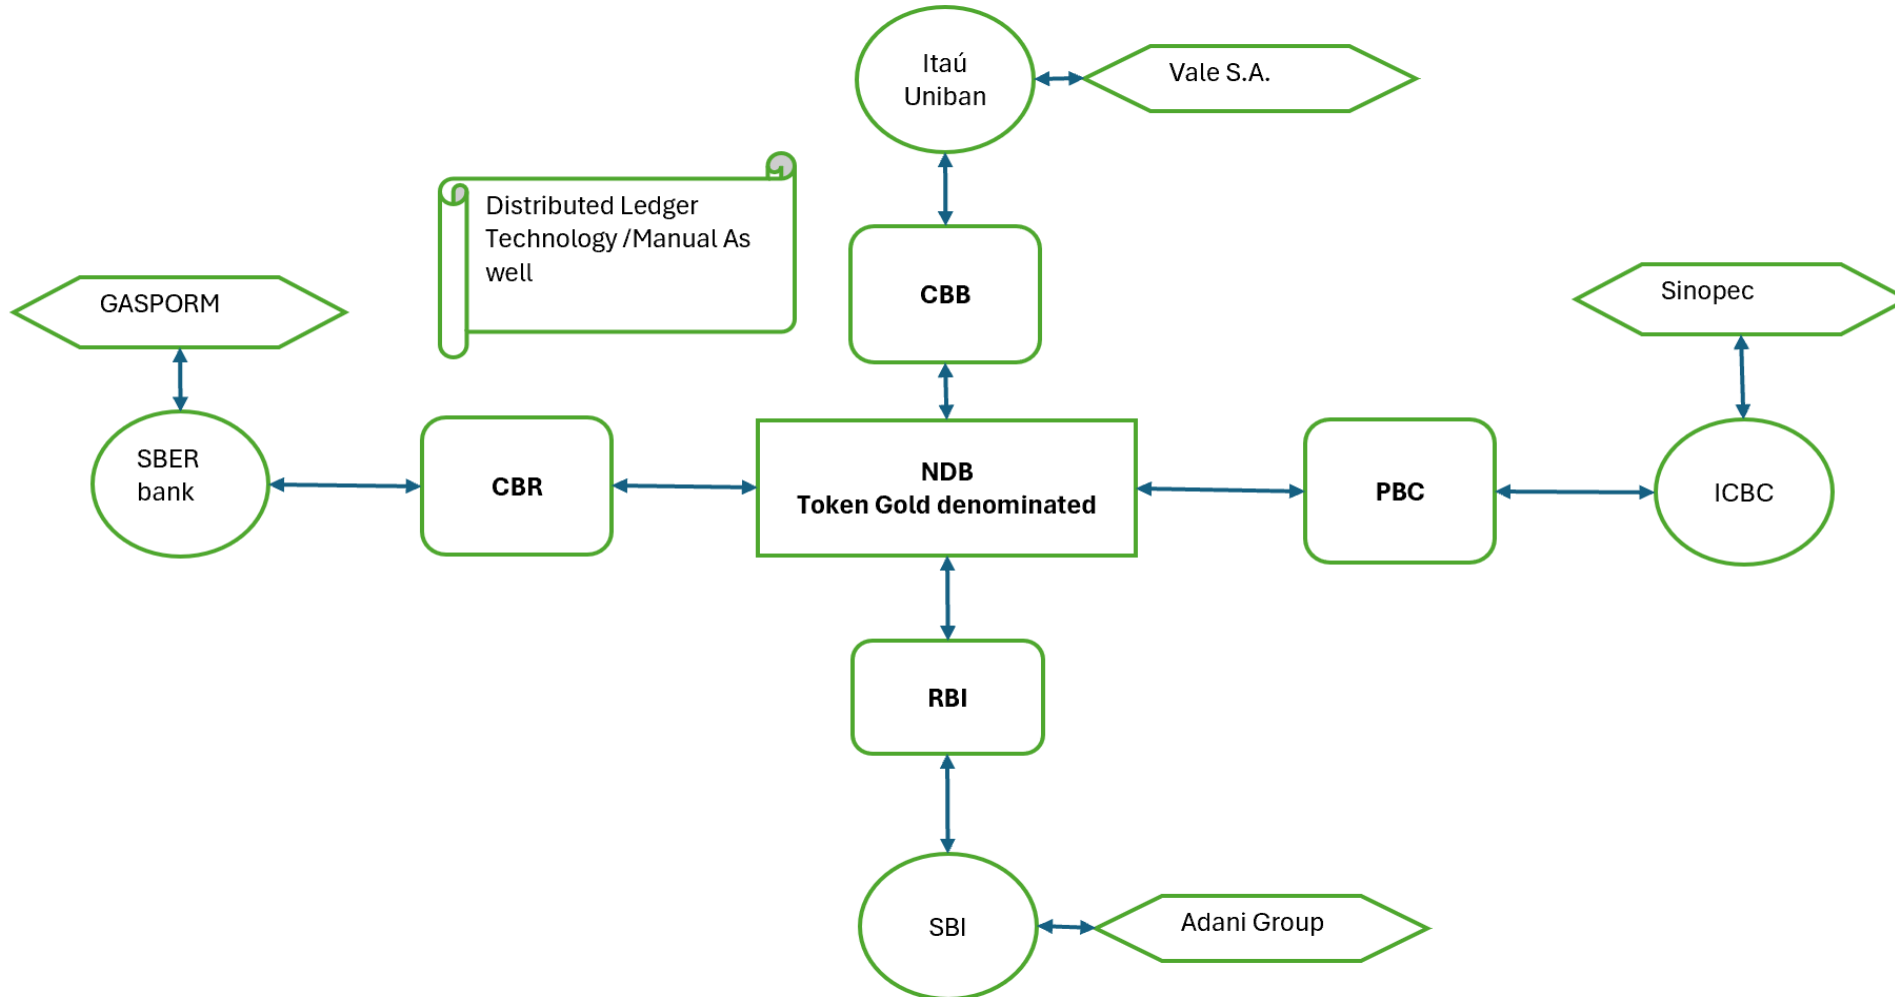 Itaú
Uniban
Vale S.A.
Distributed Ledger
Technology /Manual As
well
CBB
GASPORM
Sinopec
SBER
bank
CBR
NDB
Token Gold denominated
PBC
ICBC
RBI
SBI
Adani Group